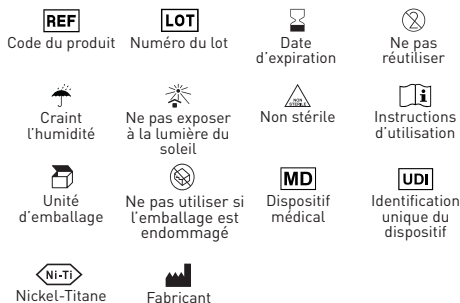 REF
LOT
Code du produit
Numéro du lot
Date
d'expiration
Ne pas
réutiliser
2
NON
STERILE
i
Craint
l'humidité
Ne pas exposer
à la lumière du
soleil
Non stérile
Instructions
d'utilisation
MD
UDI
Unité
d'emballage
Ne pas utiliser si
l'emballage est
endommagé
Dispositif
médical
Identification
unique du
dispositif
Ni-Ti
Nickel-Titane
Fabricant